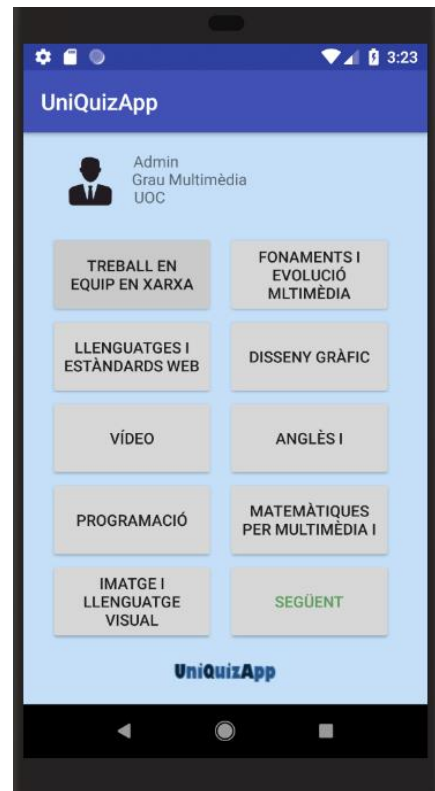 3:23
UniQuizApp
Admin
Grau Multimèdia
UOC
TREBALL EN
EQUIP EN XARXA
FONAMENTS I
EVOLUCIÓ
MLTIMÈDIA
LLENGUATGES I
ESTÀNDARDS WEB
DISSENY GRÀFIC
VÍDEO
ANGLÈS I
PROGRAMACIÓ
MATEMÀTIQUES
PER MULTIMÈDIA I
IMATGE I
LLENGUATGE
VISUAL
SEGÜENT
UniQuizApp